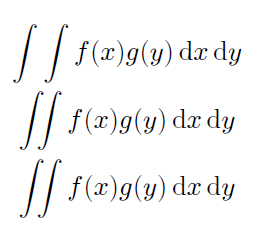 ∫ ∫ f(x)g(y) dx dy
∬ f(x)g(y) dx dy
∬ f(x)g(y) dx dy